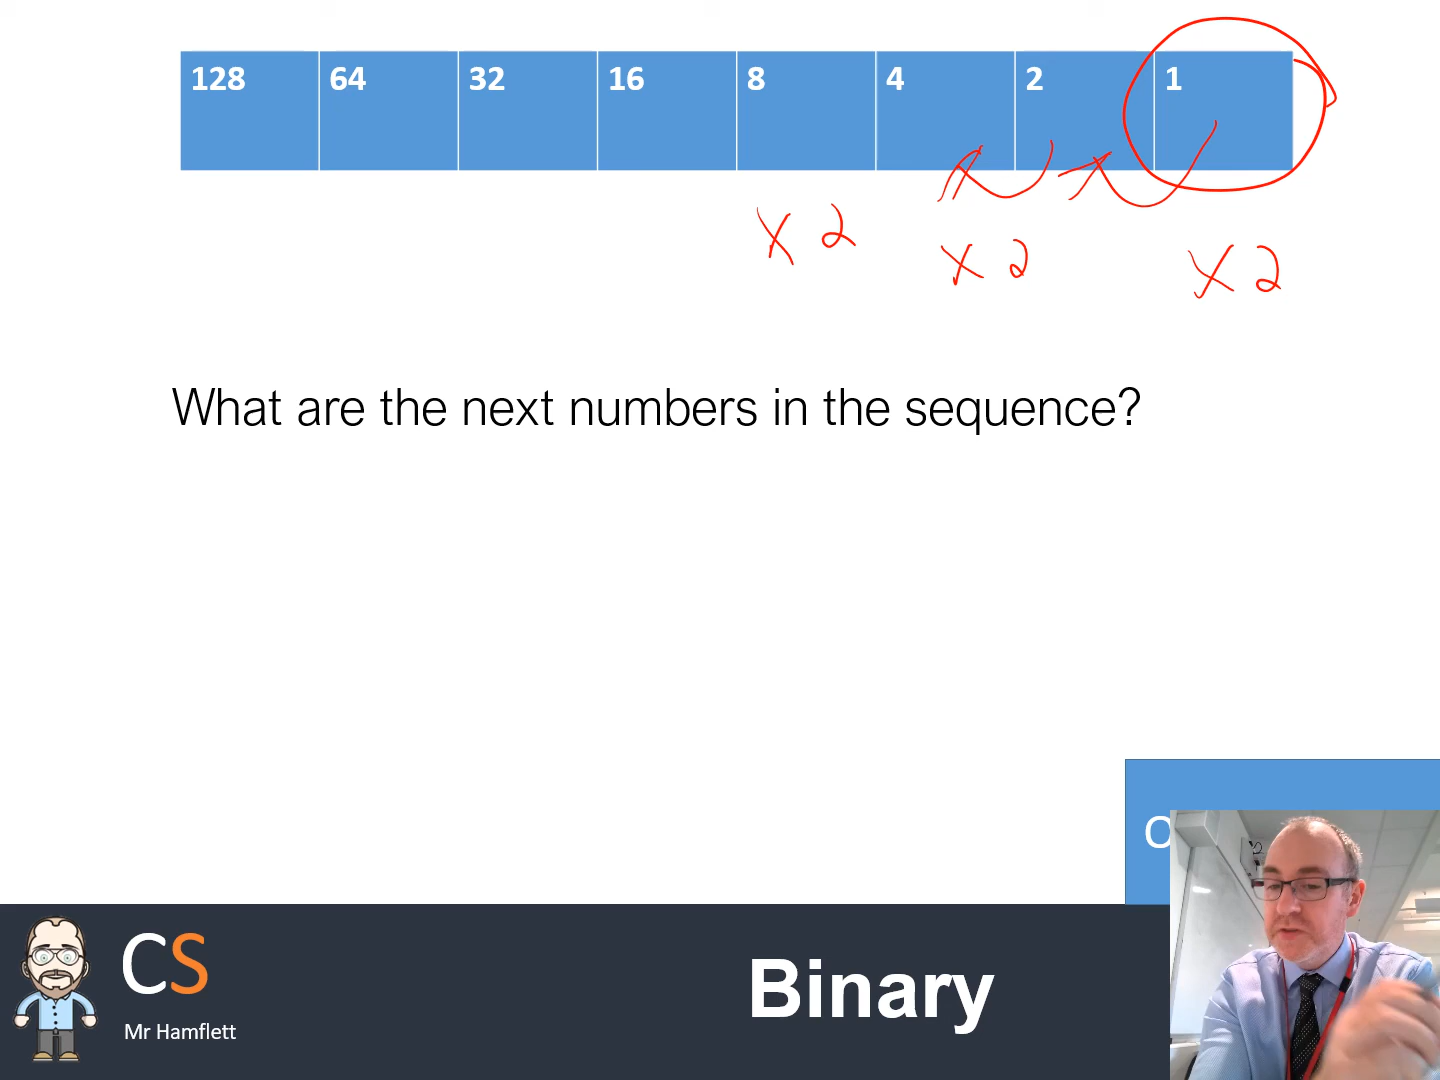 128 64 32 16 8 4 2 1
x 2 x 2 x 2
What are the next numbers in the sequence?
CS
Mr Hamflett
Binary